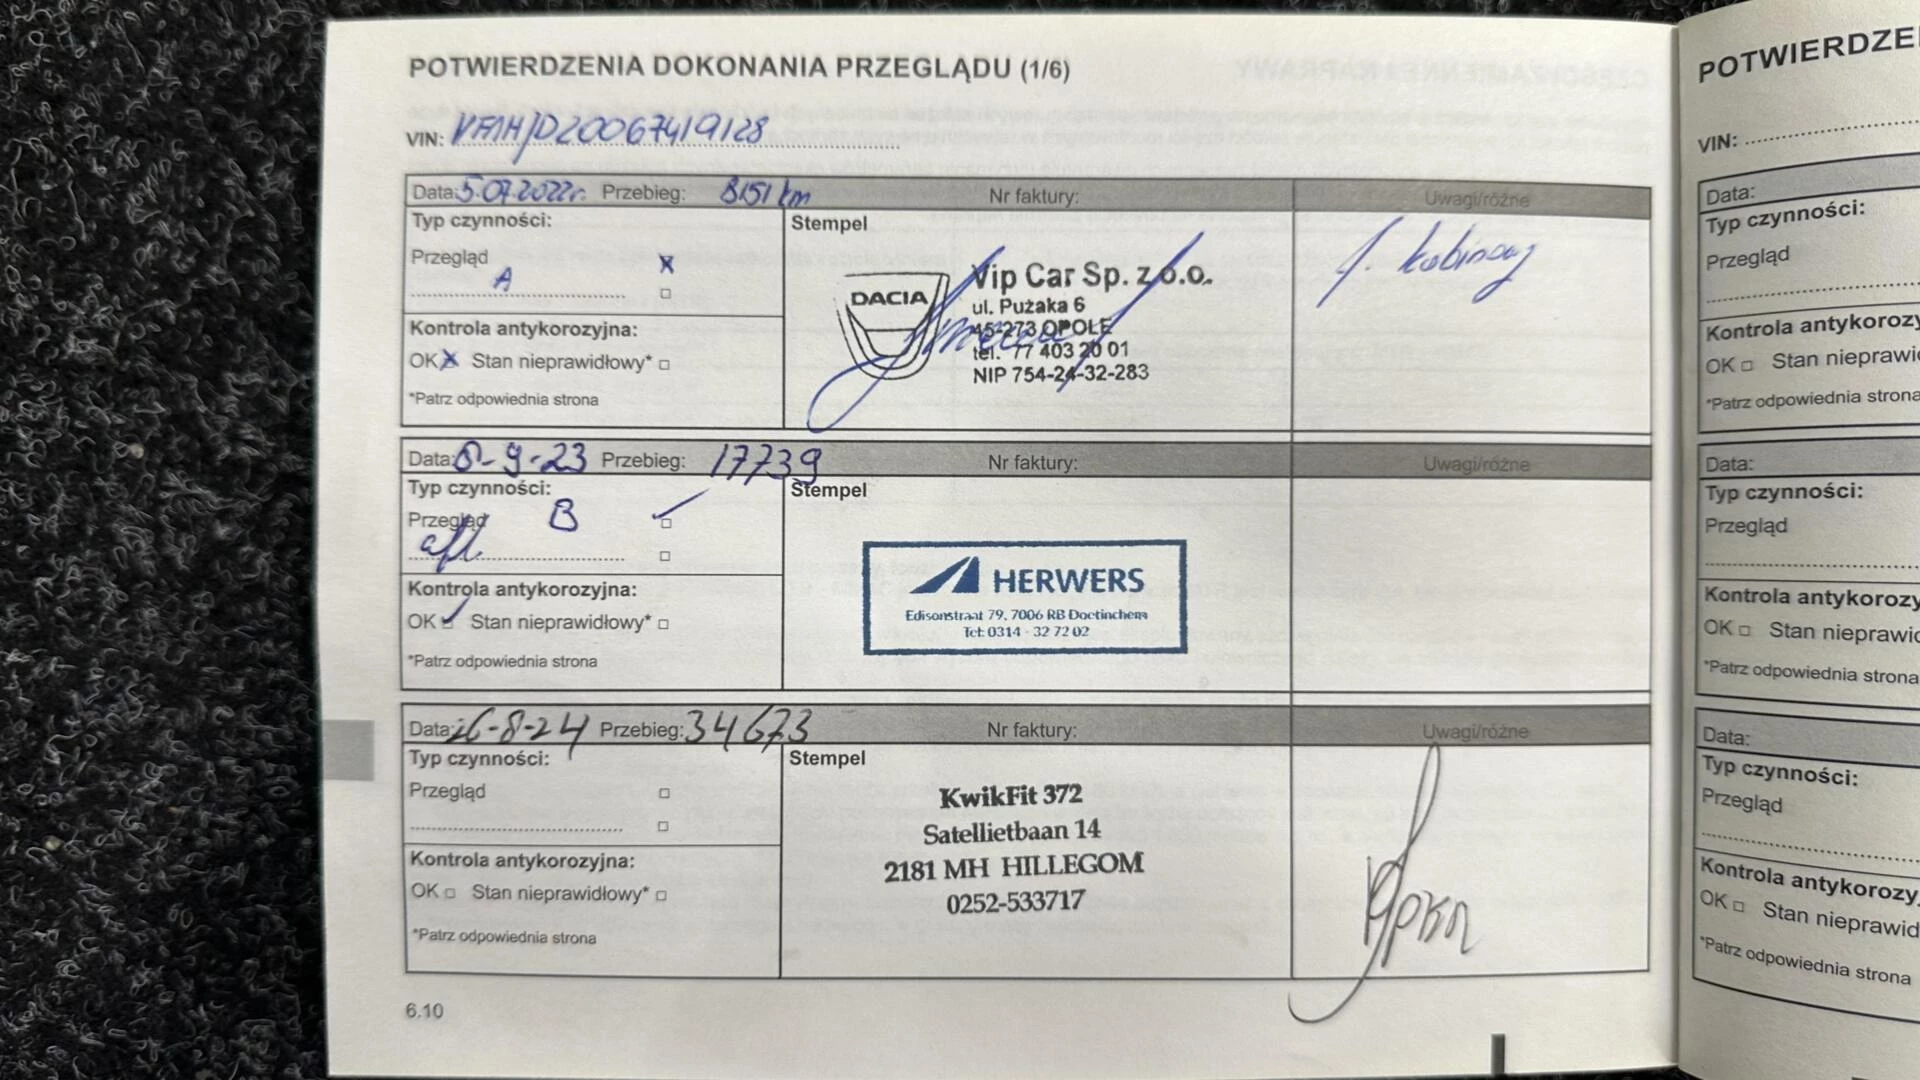 POTWIERDZENIA DOKONANIA PRZEGLĄDU (1/6)
VIN: VF1HJD20067419128
Data: 5.07.2022r. Przebieg: 8151 km Nr faktury: Uwagi/różne
Typ czynności:
Stempel
Przegląd X
A
Kontrola antykorozyjna:
OK X Stan nieprawidłowy*
*Patrz odpowiednia strona
DACIA
Vip Car Sp. z o.o.
ul. Pużaka 6
45-273 OPOLE
tel. 77 403 20 01
NIP 754-24-32-283
Data: 8-9-23 Przebieg: 17739 Nr faktury: Uwagi/różne
Typ czynności:
Stempel
Przegląd B
afl.
Kontrola antykorozyjna:
OK Stan nieprawidłowy*
*Patrz odpowiednia strona
HERWERS
Edisonstraat 79, 7006 RB Doetinchem
Tel: 0314 - 32 72 02
Data: 26-8-24 Przebieg: 34673 Nr faktury: Uwagi/różne
Typ czynności:
Stempel
Przegląd
Kontrola antykorozyjna:
OK Stan nieprawidłowy*
*Patrz odpowiednia strona
KwikFit 372
Satellietbaan 14
2181 MH HILLEGOM
0252-533717
6.10
POTWIERDZE
VIN:
Data:
Typ czynności:
Przegląd
Kontrola antykorozy
OK Stan nieprawi
*Patrz odpowiednia strona
Data:
Typ czynności:
Przegląd
Kontrola antykorozy
OK Stan nieprawid
*Patrz odpowiednia strona
Data:
Typ czynności:
Przegląd
Kontrola antykorozy
OK Stan nieprawid
*Patrz odpowiednia strona